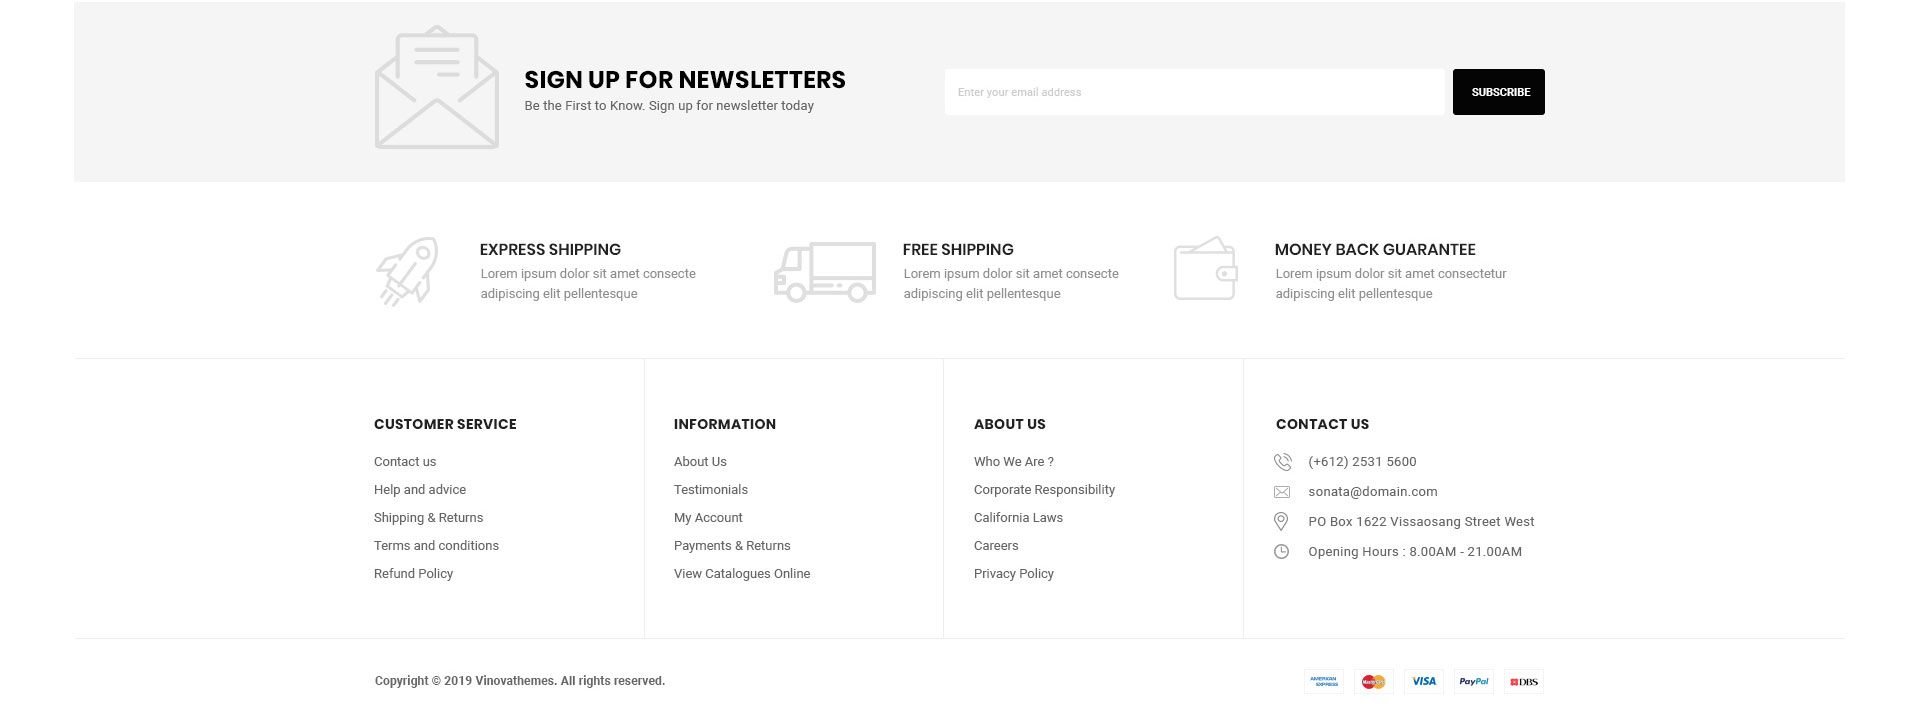 SIGN UP FOR NEWSLETTERS
Be the First to Know. Sign up for newsletter today
Enter your email address
SUBSCRIBE
EXPRESS SHIPPING
Lorem ipsum dolor sit amet consecte
adipiscing elit pellentesque
FREE SHIPPING
Lorem ipsum dolor sit amet consecte
adipiscing elit pellentesque
MONEY BACK GUARANTEE
Lorem ipsum dolor sit amet consectetur
adipiscing elit pellentesque
CUSTOMER SERVICE
Contact us
Help and advice
Shipping & Returns
Terms and conditions
Refund Policy
INFORMATION
About Us
Testimonials
My Account
Payments & Returns
View Catalogues Online
ABOUT US
Who We Are ?
Corporate Responsibility
California Laws
Careers
Privacy Policy
CONTACT US
(+612) 2531 5600
sonata@domain.com
PO Box 1622 Vissaosang Street West
Opening Hours : 8.00AM - 21.00AM
Copyright © 2019 Vinovathemes. All rights reserved.
AMERICAN
EXPRESS
MasterCard
VISA
PayPal
DBS